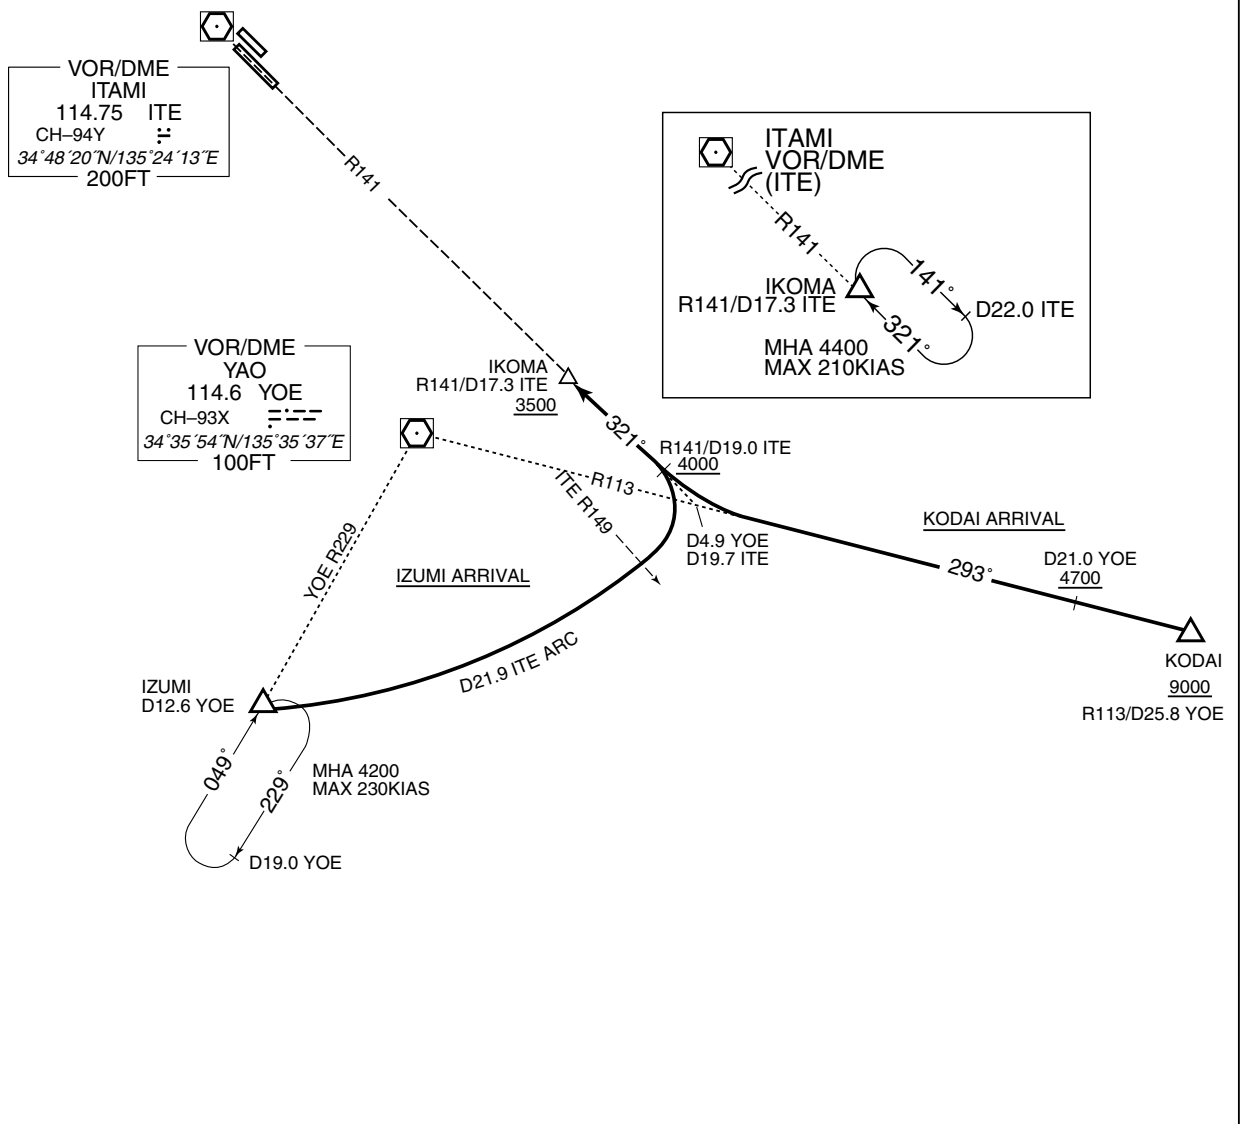 VOR/DME
ITAMI
114.75 ITE
CH–94Y
34°48´20˝N/135°24´13˝E
200FT
R141
ITAMI
VOR/DME
(ITE)
R141
141°
IKOMA
R141/D17.3 ITE
D22.0 ITE
321°
MHA 4400
MAX 210KIAS
VOR/DME
YAO
114.6 YOE
CH–93X
34°35´54˝N/135°35´37˝E
100FT
IKOMA
R141/D17.3 ITE
3500
321°
R141/D19.0 ITE
4000
R113
ITE R149
D4.9 YOE
D19.7 ITE
KODAI ARRIVAL
293°
D21.0 YOE
4700
KODAI
9000
R113/D25.8 YOE
YOE R229
IZUMI ARRIVAL
D21.9 ITE ARC
IZUMI
D12.6 YOE
049°
229°
MHA 4200
MAX 230KIAS
D19.0 YOE